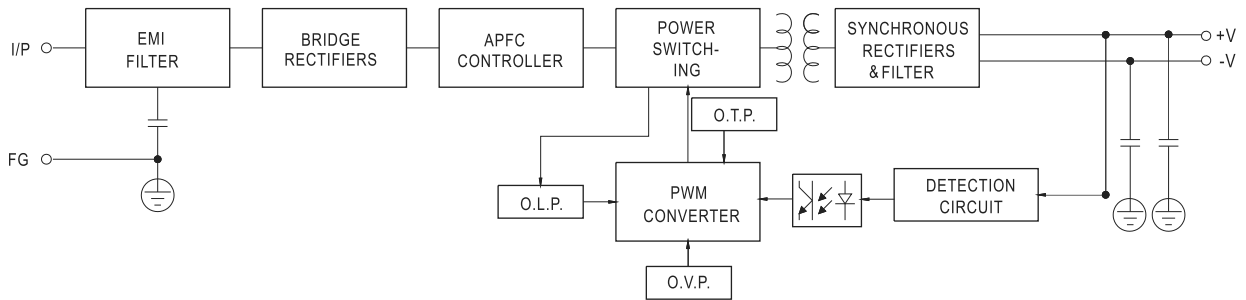 I/P
EMI
FILTER
BRIDGE
RECTIFIERS
APFC
CONTROLLER
POWER
SWITCH-
ING
SYNCHRONOUS
RECTIFIERS
&FILTER
+V
-V
FG
O.T.P.
O.L.P.
PWM
CONVERTER
DETECTION
CIRCUIT
O.V.P.